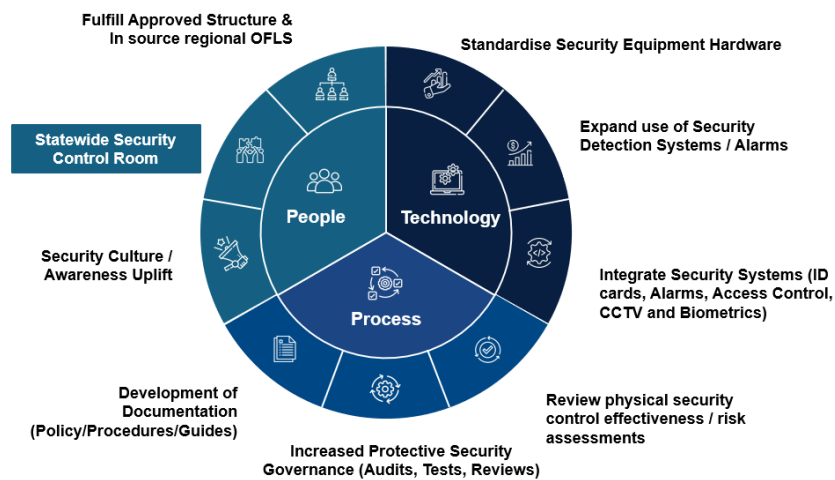 Fulfill Approved Structure &
In source regional OFLS
Standardise Security Equipment Hardware
Statewide Security
Control Room
Expand use of Security
Detection Systems / Alarms
People
Technology
Security Culture /
Awareness Uplift
Integrate Security Systems (ID
cards, Alarms, Access Control,
CCTV and Biometrics)
Process
Development of
Documentation
(Policy/Procedures/Guides)
Review physical security
control effectiveness / risk
assessments
Increased Protective Security
Governance (Audits, Tests, Reviews)